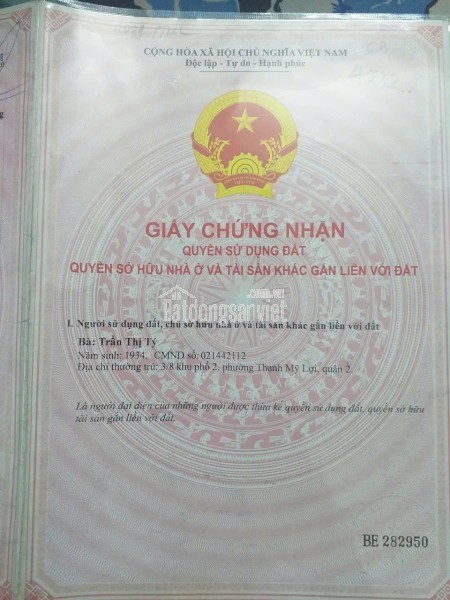 CỘNG HÒA XÃ HỘI CHỦ NGHĨA VIỆT NAM
Độc lập - Tự do - Hạnh phúc
GIẤY CHỨNG NHẬN
QUYỀN SỬ DỤNG ĐẤT
QUYỀN SỞ HỮU NHÀ Ở VÀ TÀI SẢN KHÁC GẮN LIỀN VỚI ĐẤT
batdongsanviet
I. Người sử dụng đất, chủ sở hữu nhà ở và tài sản khác gắn liền với đất
Bà: Trần Thị Tý
Năm sinh: 1934, CMND số: 021442112
Địa chỉ thường trú: 3/8 khu phố 2, phường Thạnh Mỹ Lợi, quận 2.
Là người đại diện của những người được thừa kế quyền sử dụng đất, quyền sở hữu
tài sản gắn liền với đất.
BE 282950